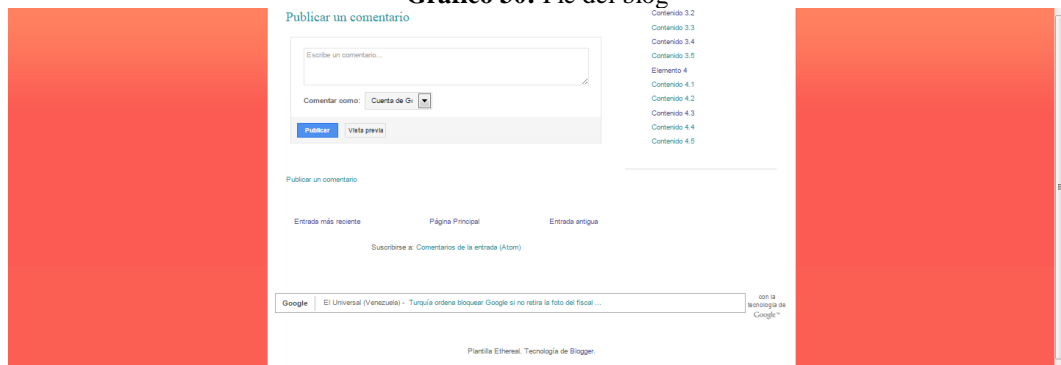 Gráfico 30: Pie del blog
Publicar un comentario
Escribe un comentario...
Comentar como: Cuenta de Go
Publicar Vista previa
Publicar un comentario
Entrada más reciente Página Principal Entrada antigua
Suscribirse a: Comentarios de la entrada (Atom)
Contenido 3.2
Contenido 3.3
Contenido 3.4
Contenido 3.5
Elemento 4
Contenido 4.1
Contenido 4.2
Contenido 4.3
Contenido 4.4
Contenido 4.5
Google El Universal (Venezuela) - Turquía ordena bloquear Google si no retira la foto del fiscal ...
con la
tecnología de
Google™
Plantilla Ethereal. Tecnología de Blogger.